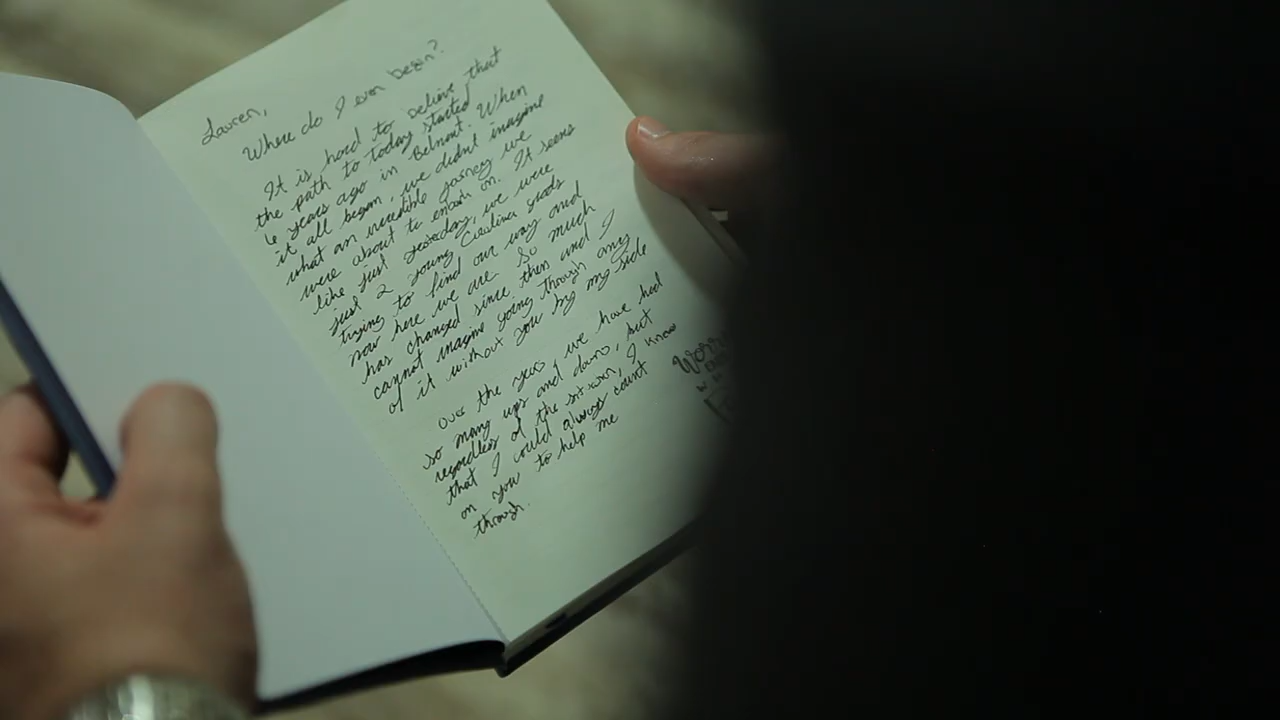 Lauren,
Where do I even begin?
It is hard to believe that
the path to today started
6 years ago in Belmont. When
it all began, we didnt imagine
what an incredible journey we
were about to embark on. It seems
like just yesterday, we were
just 2 young Carolina grads
trying to find our way and
now here we are. So much
has changed since then and I
cannot imagine going through any
of it without you by my side
Over the years, we have had
so many ups and downs, but
regardless of the situation, I know
that I could always count
on you to help me
through.